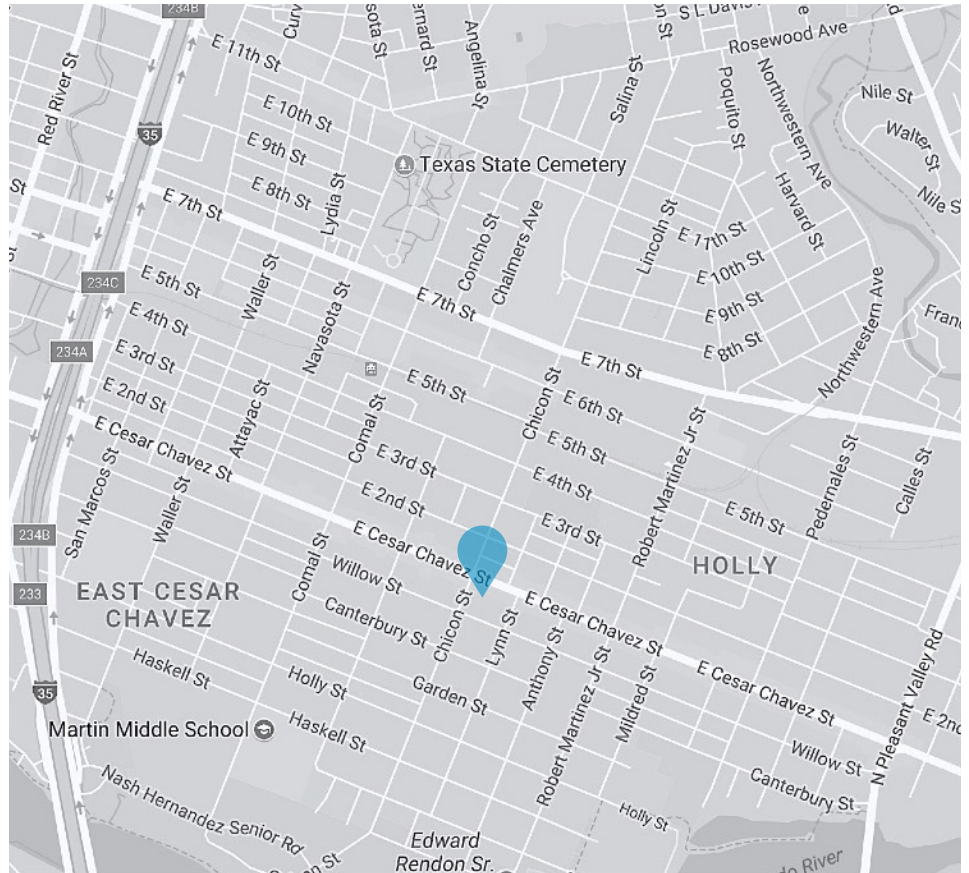 234B
S L Davis
Rosewood Ave
E 11th St
Angelina St
Salina St
Poquito St
Northwestern Ave
Nile St
Walter St
Nile S
Red River St
35
E 10th St
E 9th St
E 8th St
Lydia St
Texas State Cemetery
Harvard St
St
E 7th St
Waller St
Concho St
Chalmers Ave
Lincoln St
E 11th St
E 10th St
E 9th St
E 8th St
234C
E 5th St
E 4th St
E 3rd St
E 2nd St
Navasota St
E 7th St
Northwestern Ave
234A
E 7th St
E 5th St
Chicon St
E 6th St
E 5th St
E 4th St
E 3rd St
Robert Martinez Jr St
E Cesar Chavez St
Attayac St
Comal St
E 3rd St
E 2nd St
Pedernales St
Calles St
E 5th St
San Marcos St
Waller St
234B
233
Comal St
E Cesar Chavez St
Willow St
Canterbury St
HOLLY
EAST CESAR
CHAVEZ
Chicon St
Lynn St
Anthony St
E Cesar Chavez St
E Cesar Chavez St
Haskell St
Holly St
Garden St
Robert Martinez Jr St
Mildred St
N Pleasant Valley Rd
E 2nd
35
Martin Middle School
Haskell St
Willow St
Canterbury St
Nash Hernandez Senior Rd
Holly St
Edward
Rendon Sr.
River